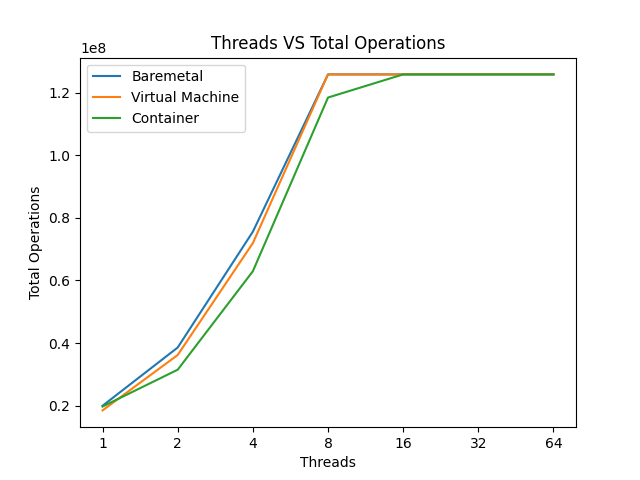 Threads VS Total Operations
1e8
Baremetal
Virtual Machine
Container
1.2
1.0
0.8
0.6
0.4
0.2
Total Operations
1 2 4 8 16 32 64
Threads